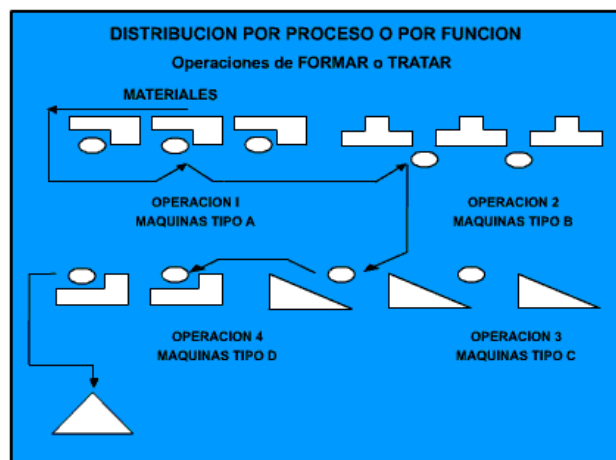 DISTRIBUCION POR PROCESO O POR FUNCION
Operaciones de FORMAR o TRATAR
MATERIALES
OPERACION I
MAQUINAS TIPO A
OPERACION 2
MAQUINAS TIPO B
OPERACION 4
MAQUINAS TIPO D
OPERACION 3
MAQUINAS TIPO C